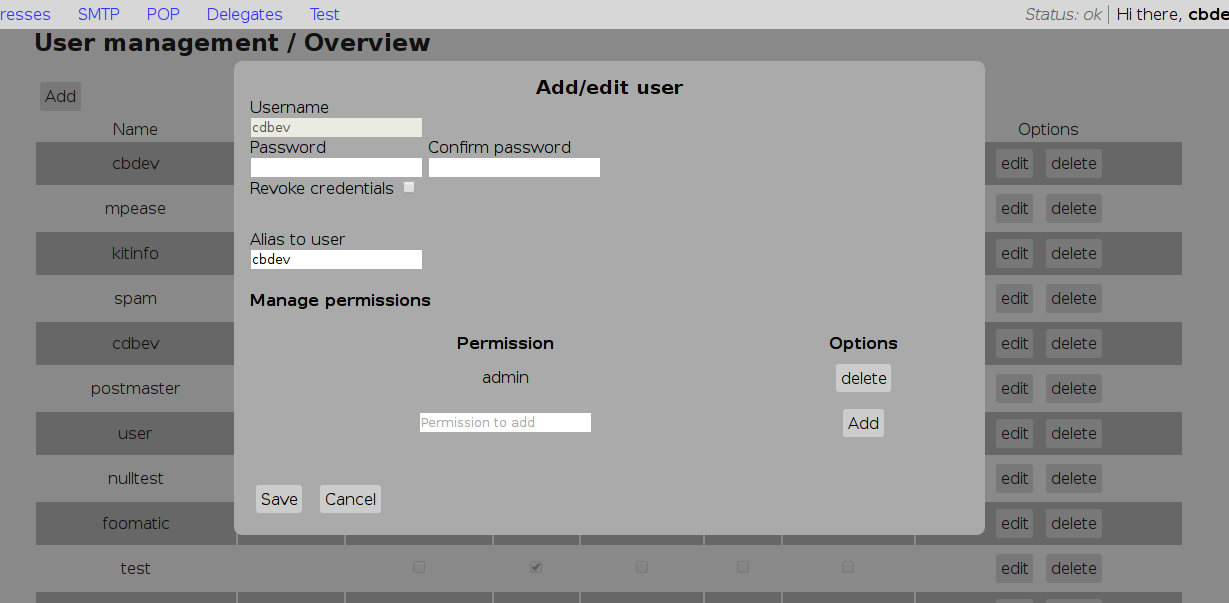 resses SMTP POP Delegates Test Status: ok Hi there, cbde
User management / Overview
Add/edit user
Add
Username
cdbev
Name Options
Password Confirm password
cbdev edit delete
Revoke credentials
mpease edit delete
Alias to user
kitinfo edit delete
cbdev
spam edit delete
Manage permissions
cdbev edit delete
Permission Options
admin delete
postmaster edit delete
Permission to add Add
user edit delete
nulltest edit delete
Save Cancel
foomatic edit delete
test edit delete